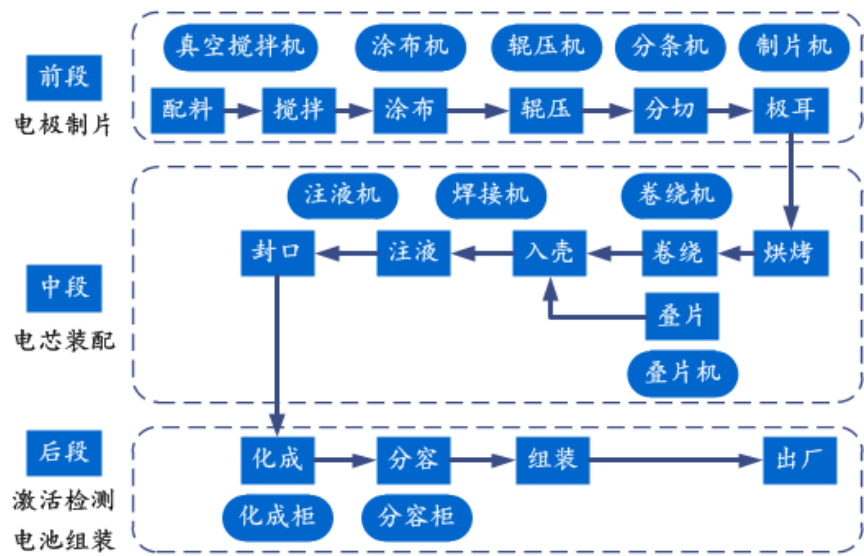 真空搅拌机 涂布机 辊压机 分条机 制片机
前段
配料 搅拌 涂布 辊压 分切 极耳
电极制片
注液机 焊接机 卷绕机
封口 注液 入壳 卷绕 烘烤
中段
叠片
电芯装配
叠片机
后段
化成 分容 组装 出厂
激活检测
化成柜 分容柜
电池组装